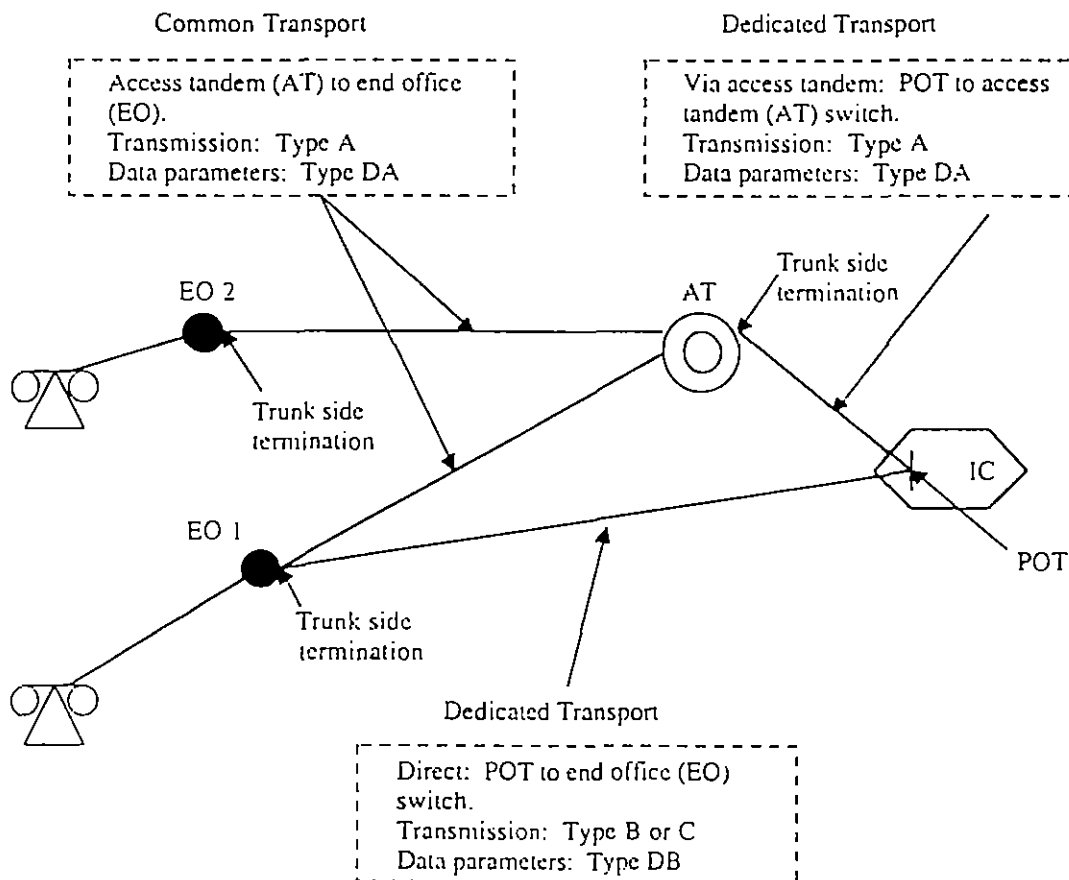 Common Transport
Access tandem (AT) to end office
(EO).
Transmission: Type A
Data parameters: Type DA
Dedicated Transport
Via access tandem: POT to access
tandem (AT) switch.
Transmission: Type A
Data parameters: Type DA
EO 2
Trunk side
termination
AT
Trunk side
termination
IC
POT
EO 1
Trunk side
termination
Dedicated Transport
Direct: POT to end office (EO)
switch.
Transmission: Type B or C
Data parameters: Type DB